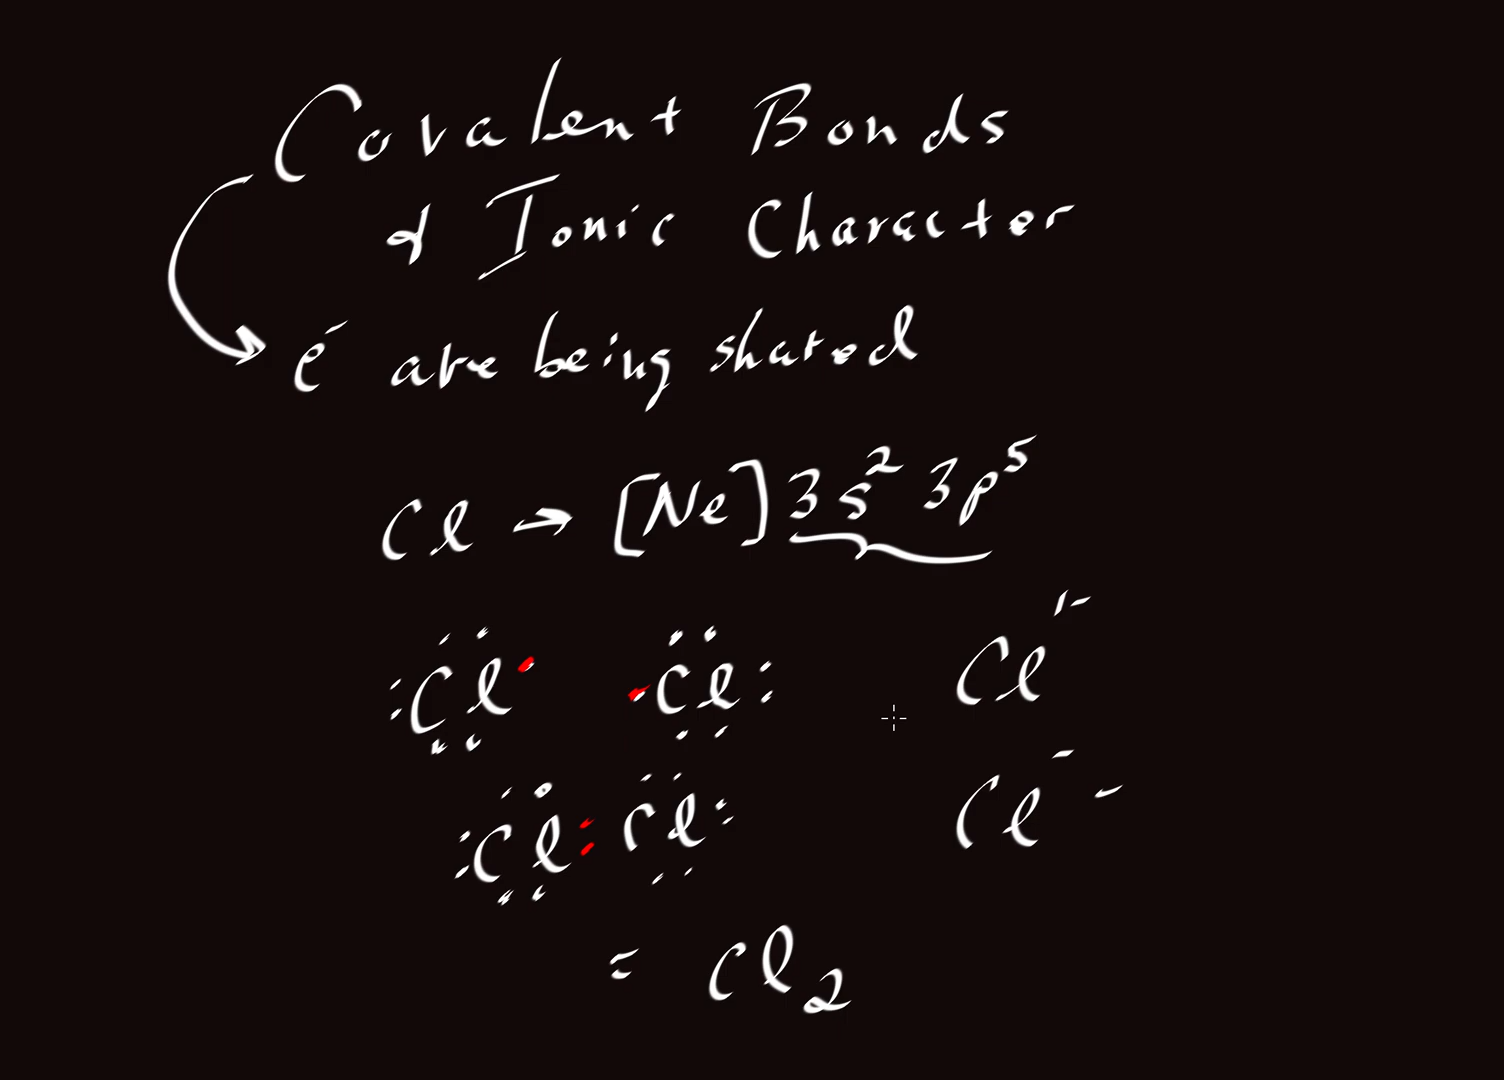 Covalent Bonds
& Ionic Character
e⁻ are being shared
Cl → [Ne] 3s² 3p⁵
:Cl· ·Cl: Cl¹⁻
:Cl:Cl: Cl⁻ -
= Cl₂